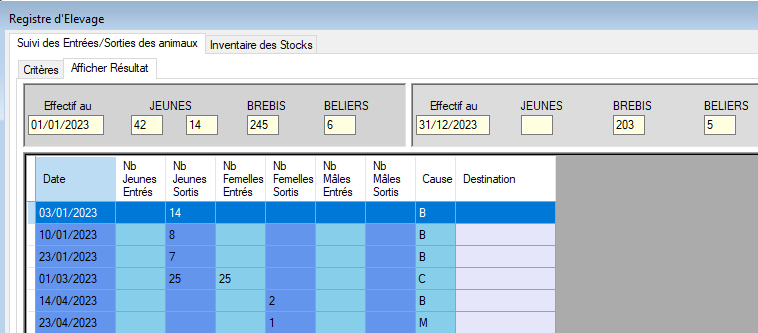 Registre d'Elevage
Suivi des Entrées/Sorties des animaux Inventaire des Stocks
Critères Afficher Résultat
Effectif au JEUNES BREBIS BELIERS Effectif au JEUNES BREBIS BELIERS
01/01/2023 42 14 245 6 31/12/2023 203 5
Date Nb Jeunes Entrés Nb Jeunes Sortis Nb Femelles Entrés Nb Femelles Sortis Nb Mâles Entrés Nb Mâles Sortis Cause Destination
03/01/2023 14 B
10/01/2023 8 B
23/01/2023 7 B
01/03/2023 25 25 C
14/04/2023 2 B
23/04/2023 1 M